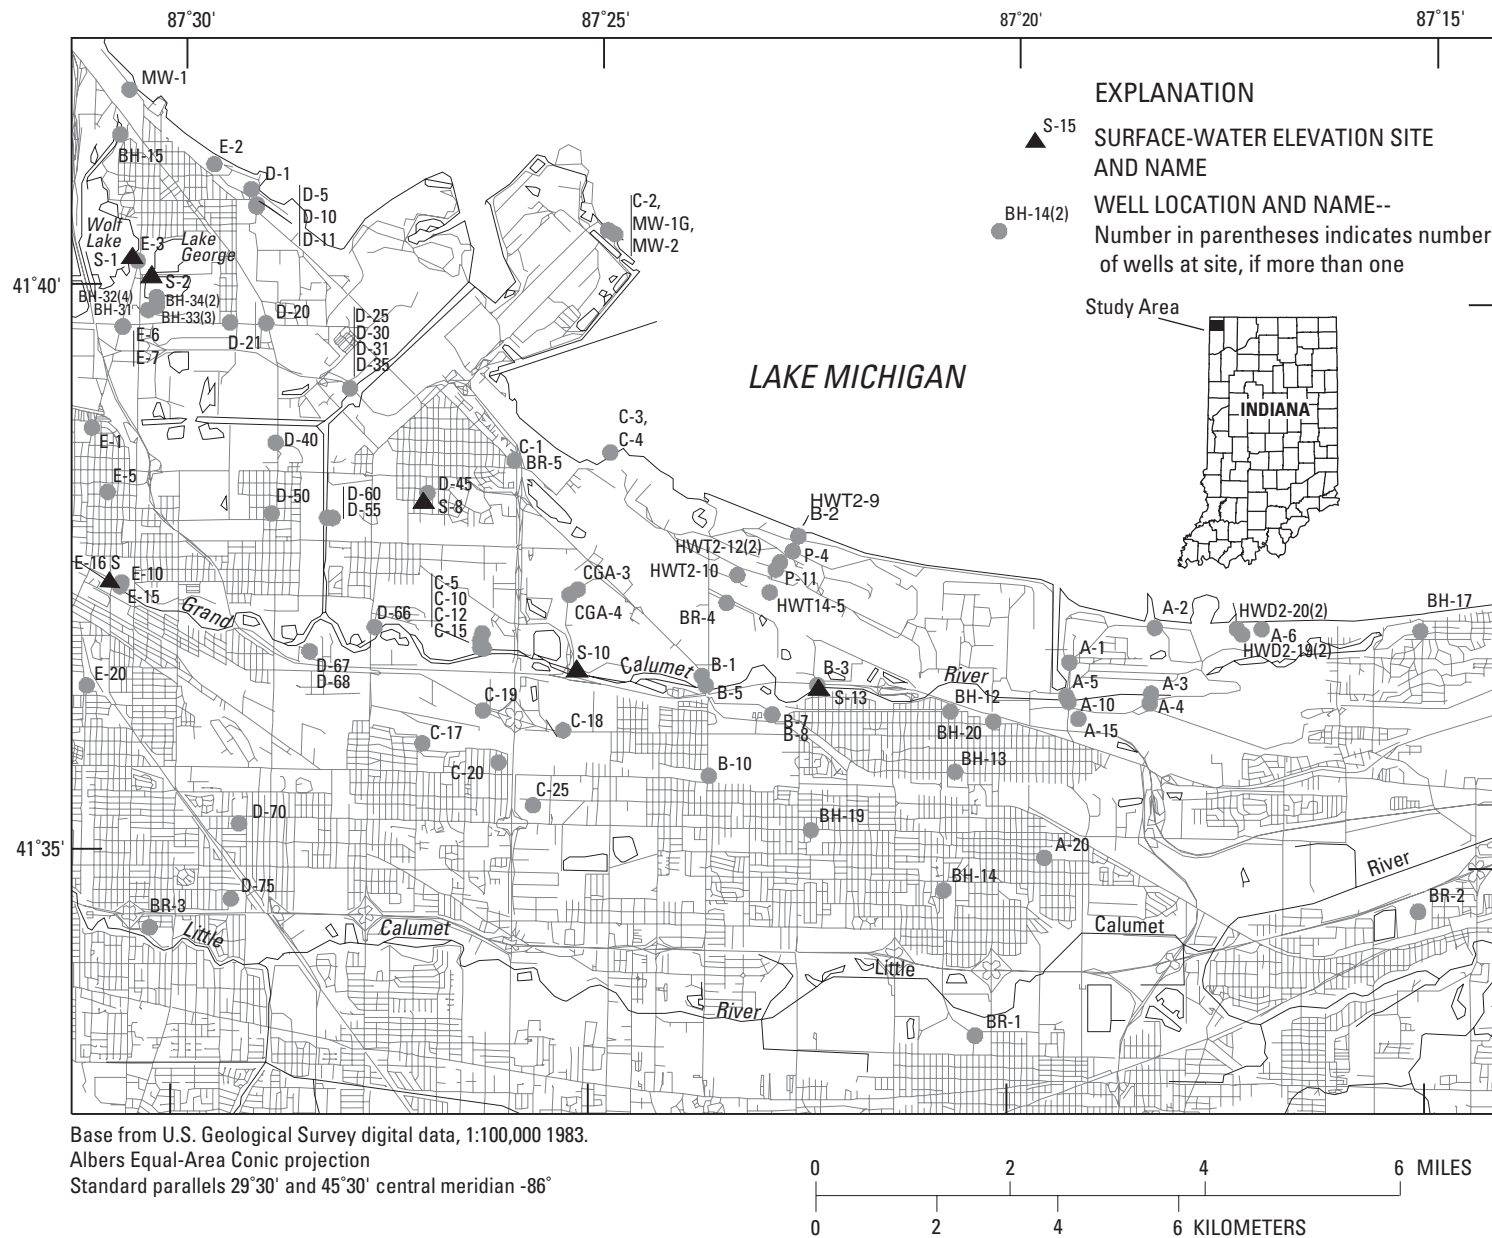 87°30'
87°25'
87°20'
87°15'
MW-1
EXPLANATION
S-15
SURFACE-WATER ELEVATION SITE
AND NAME
BH-14(2)
WELL LOCATION AND NAME--
Number in parentheses indicates number
of wells at site, if more than one
BH-15
E-2
D-1
D-5
D-10
D-11
C-2,
MW-1G,
MW-2
Wolf
Lake
E-3
S-1
Lake
George
S-2
41°40'
BH-32(4)
BH-34(2)
BH-31
BH-33(3)
E-6
E-7
D-20
D-21
D-25
D-30
D-31
D-35
Study Area
INDIANA
LAKE MICHIGAN
E-1
D-40
C-1
BR-5
C-3,
C-4
E-5
D-50
D-60
D-55
D-45
S-8
HWT2-9
B-2
HWT2-12(2)
P-4
HWT2-10
P-11
HWT14-5
BR-4
E-16 S
E-10
E-15
CGA-3
CGA-4
C-5
C-10
C-12
C-15
D-66
Grand
D-67
D-68
S-10
Calumet
B-1
B-5
B-3
S-13
River
A-2
HWD2-20(2)
A-6
HWD2-19(2)
BH-17
A-1
A-5
A-3
A-10
A-4
A-15
E-20
C-19
C-18
C-17
C-20
B-7
B-8
BH-12
BH-20
BH-13
B-10
C-25
D-70
BH-19
41°35'
A-20
River
D-75
BH-14
BR-3
BR-2
Little
Calumet
Calumet
Little
River
BR-1
Base from U.S. Geological Survey digital data, 1:100,000 1983.
Albers Equal-Area Conic projection
Standard parallels 29°30' and 45°30' central meridian -86°
0 2 4 6 MILES
0 2 4 6 KILOMETERS